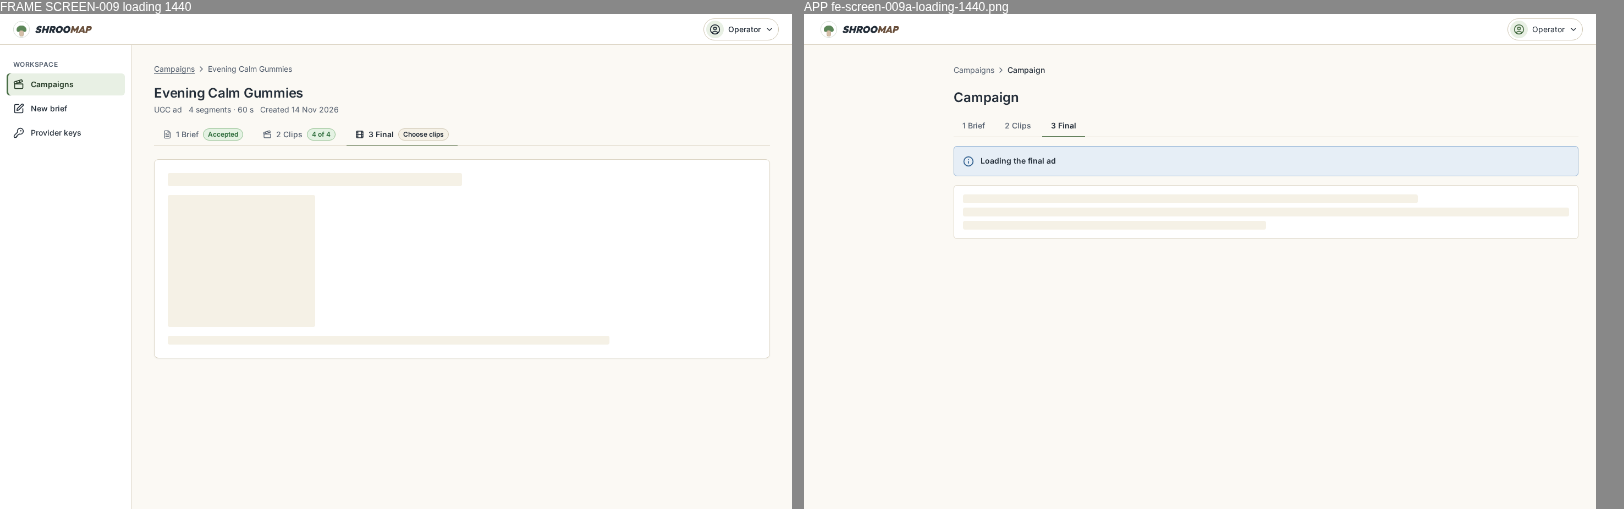 FRAME SCREEN-009 loading 1440
SHROOMAP
Operator
WORKSPACE
Campaigns
New brief
Provider keys
Campaigns > Evening Calm Gummies
Evening Calm Gummies
UGC ad 4 segments · 60 s Created 14 Nov 2026
1 Brief Accepted 2 Clips 4 of 4 3 Final Choose clips
APP fe-screen-009a-loading-1440.png
SHROOMAP
Operator
Campaigns > Campaign
Campaign
1 Brief 2 Clips 3 Final
Loading the final ad